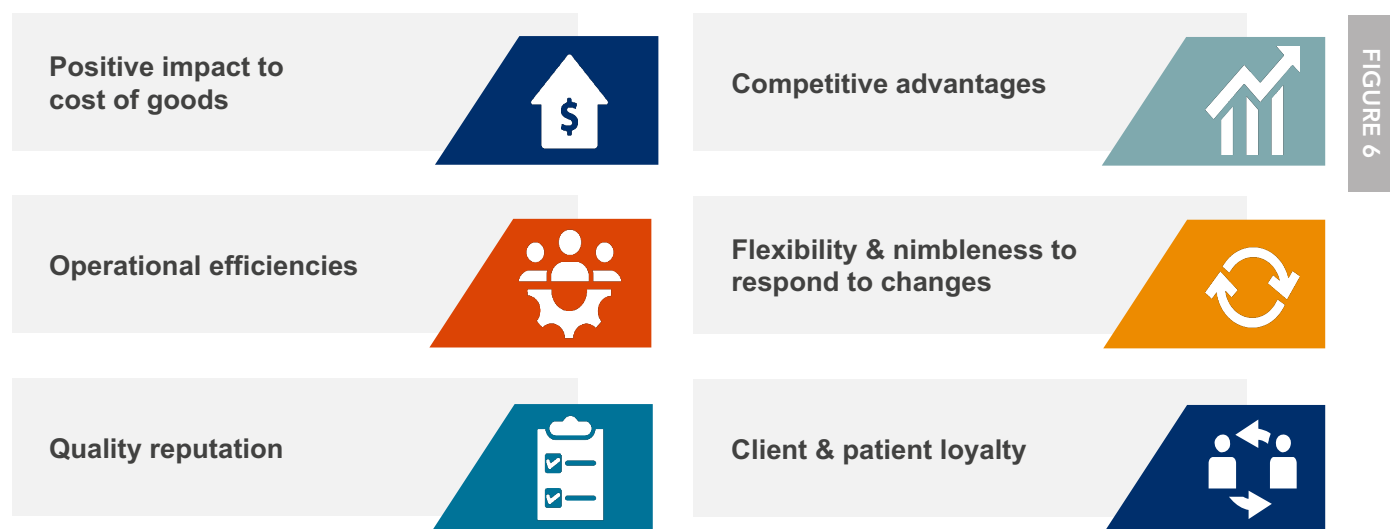 Positive impact to
cost of goods
$
Competitive advantages
FIGURE 6
Operational efficiencies
Flexibility & nimbleness to
respond to changes
Quality reputation
Client & patient loyalty